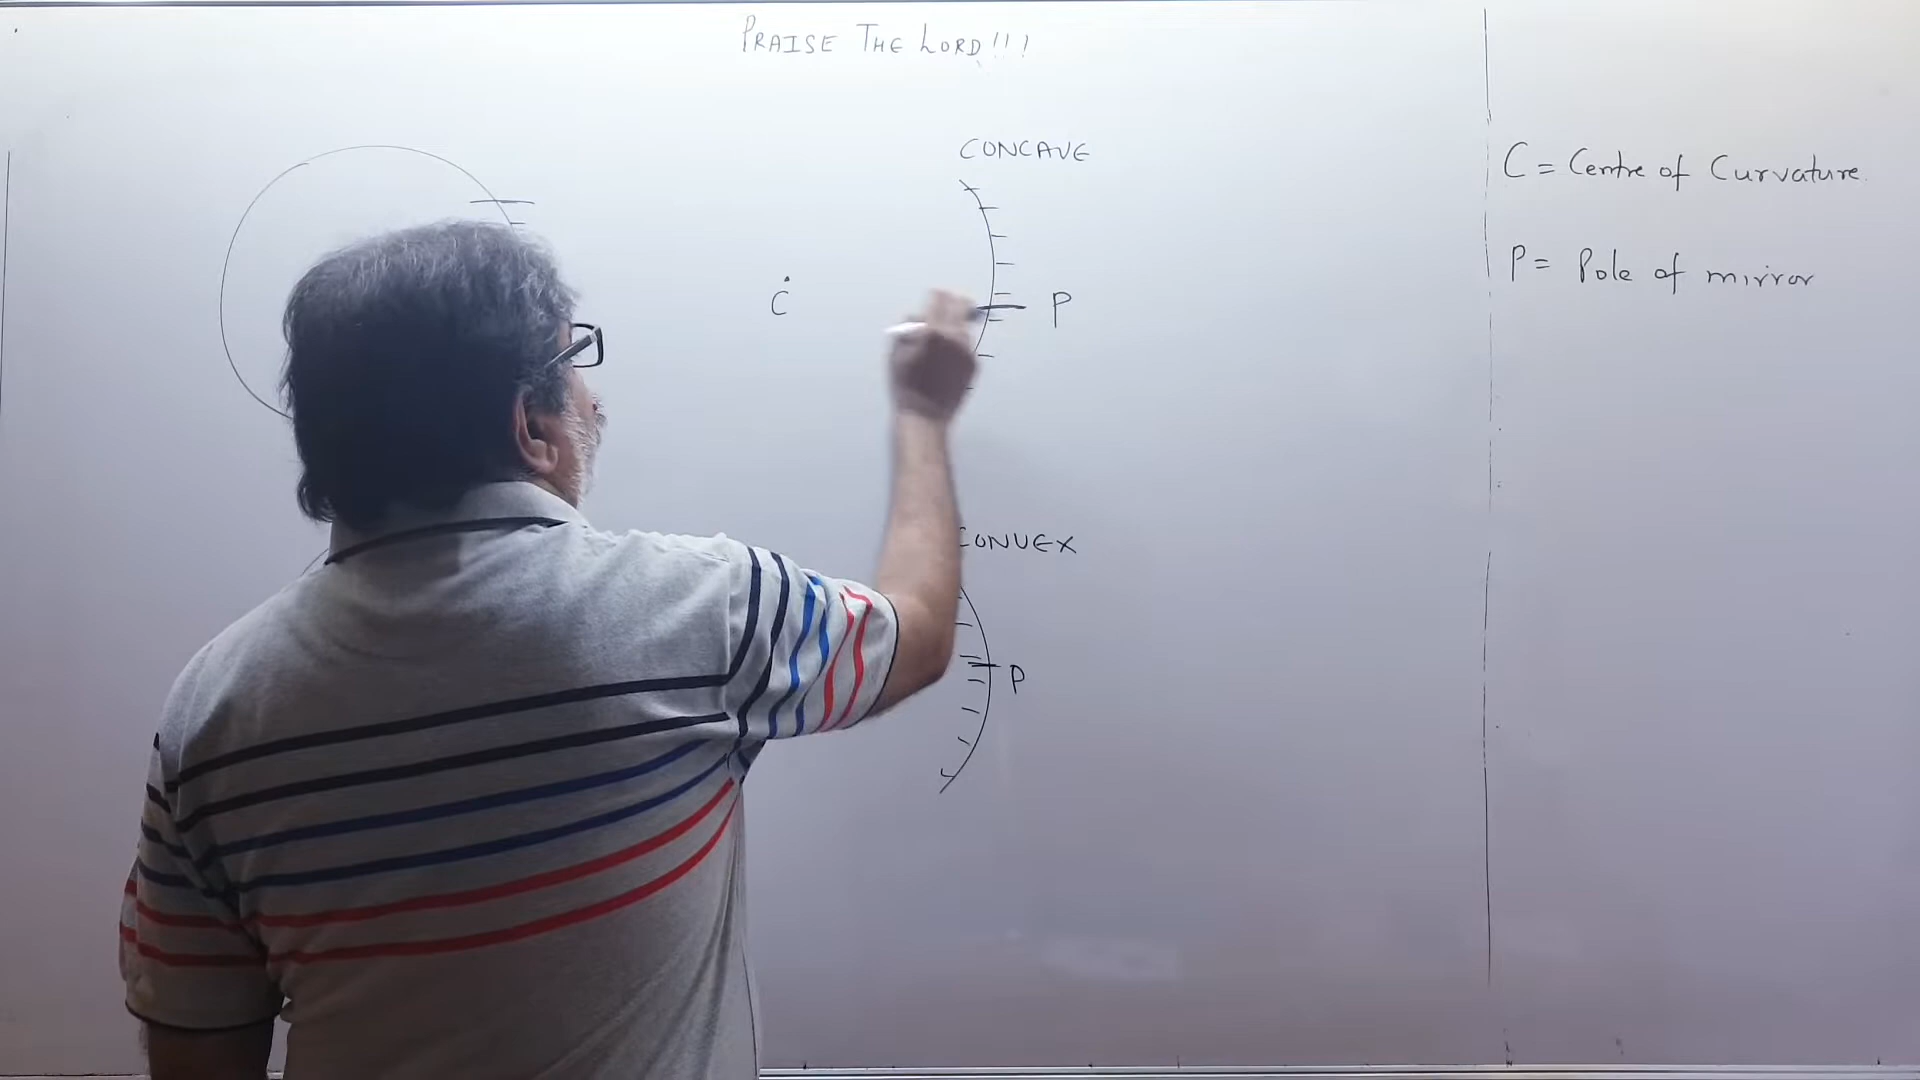 PRAISE THE LORD!!!
CONCAVE
C = Centre of Curvature
P = Pole of mirror
C
P
CONVEX
P